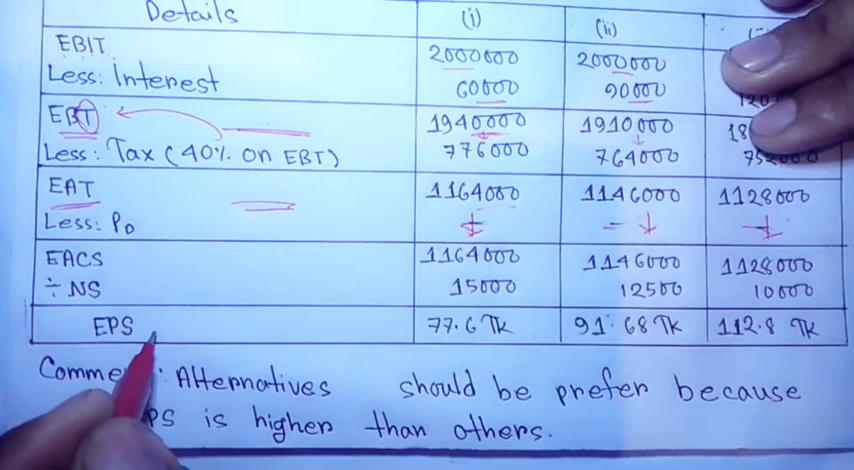 Details (i) (ii)
EBIT 2000000 2000000
Less: Interest 60000 90000
EBT 1940000 1910000
Less: Tax (40% on EBT) 776000 764000
EAT 1164000 1146000 1128000
Less: PD
EACS 1164000 1146000 1128000
÷ NS 15000 12500 10000
EPS 77.6 Tk 91.68 Tk 112.8 Tk
Alternatives should be prefer because
is higher than others.